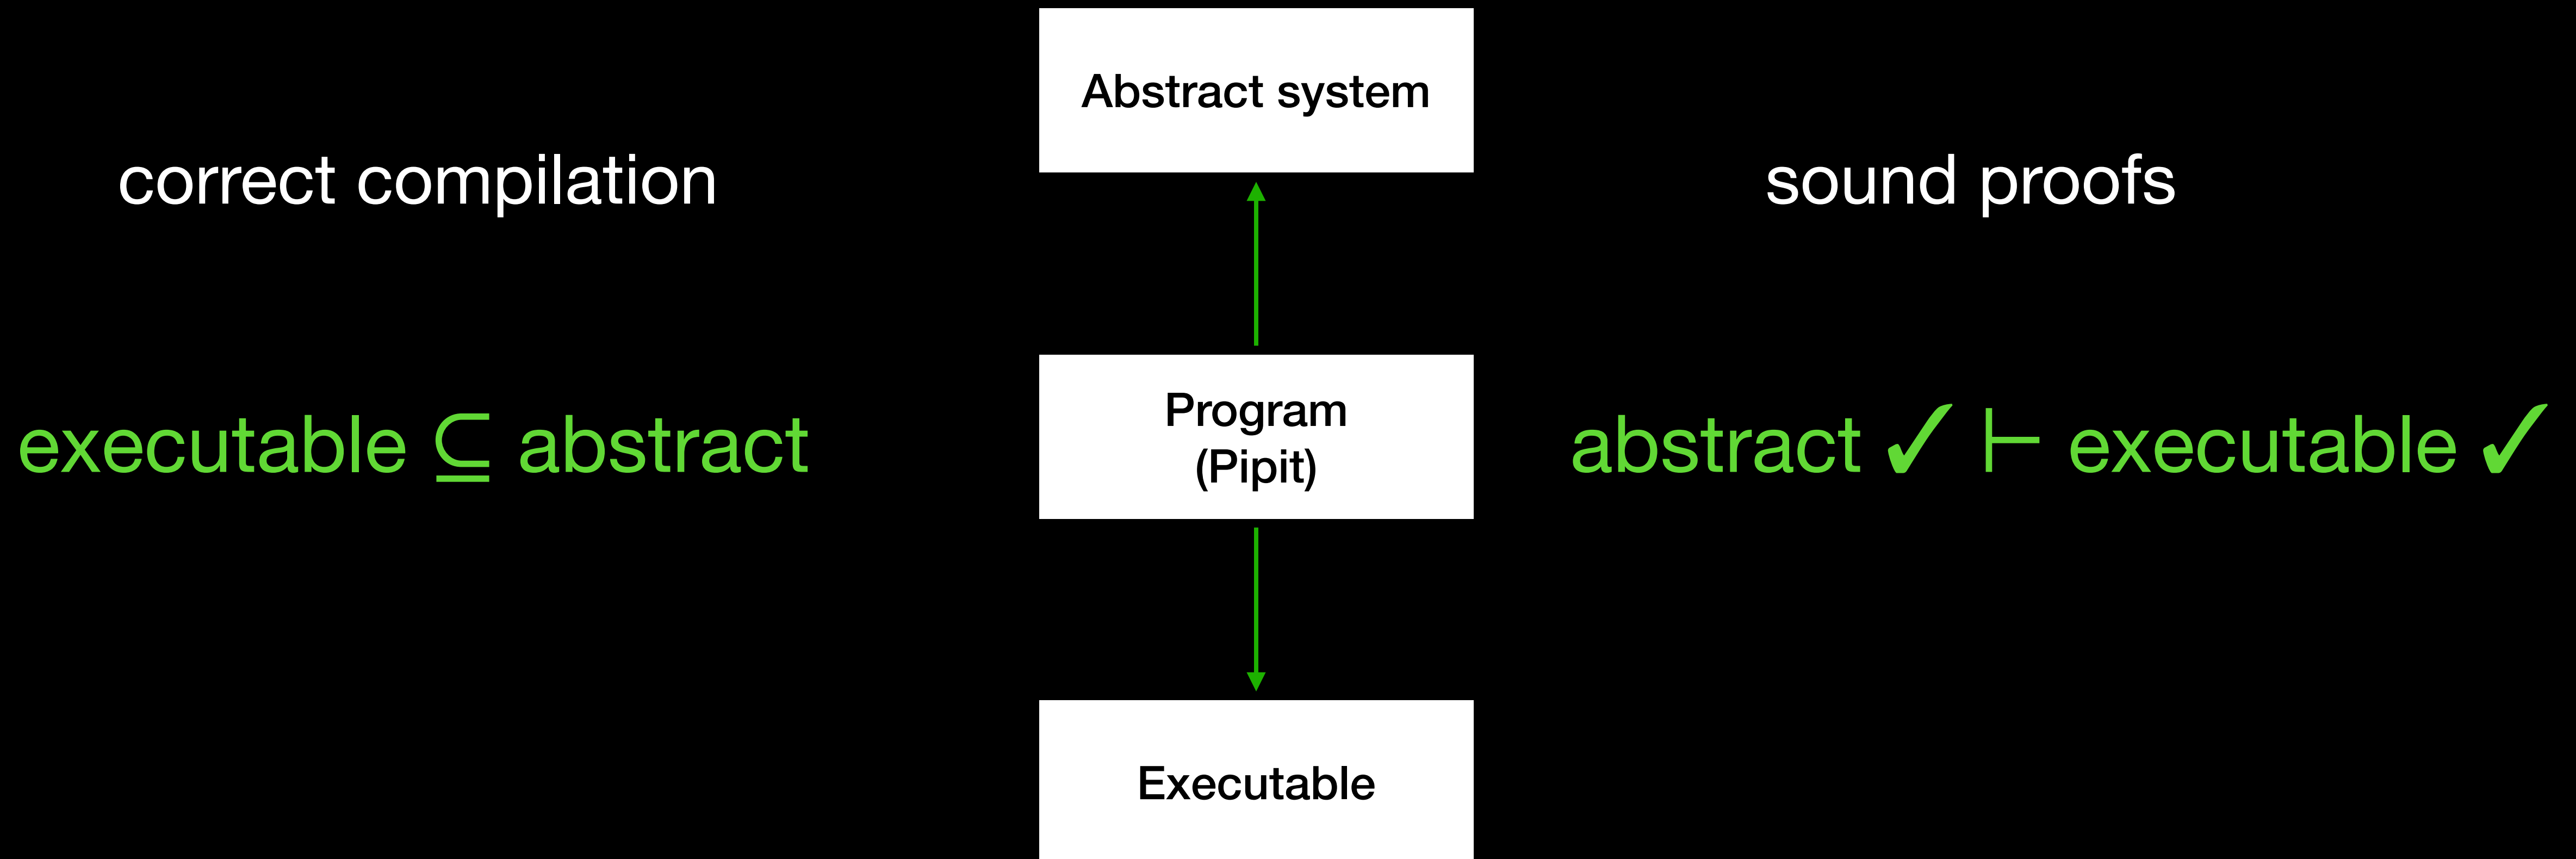 Abstract system
correct compilation
sound proofs
Program
(Pipit)
executable ⊆ abstract
abstract ✓ ⊢ executable ✓
Executable